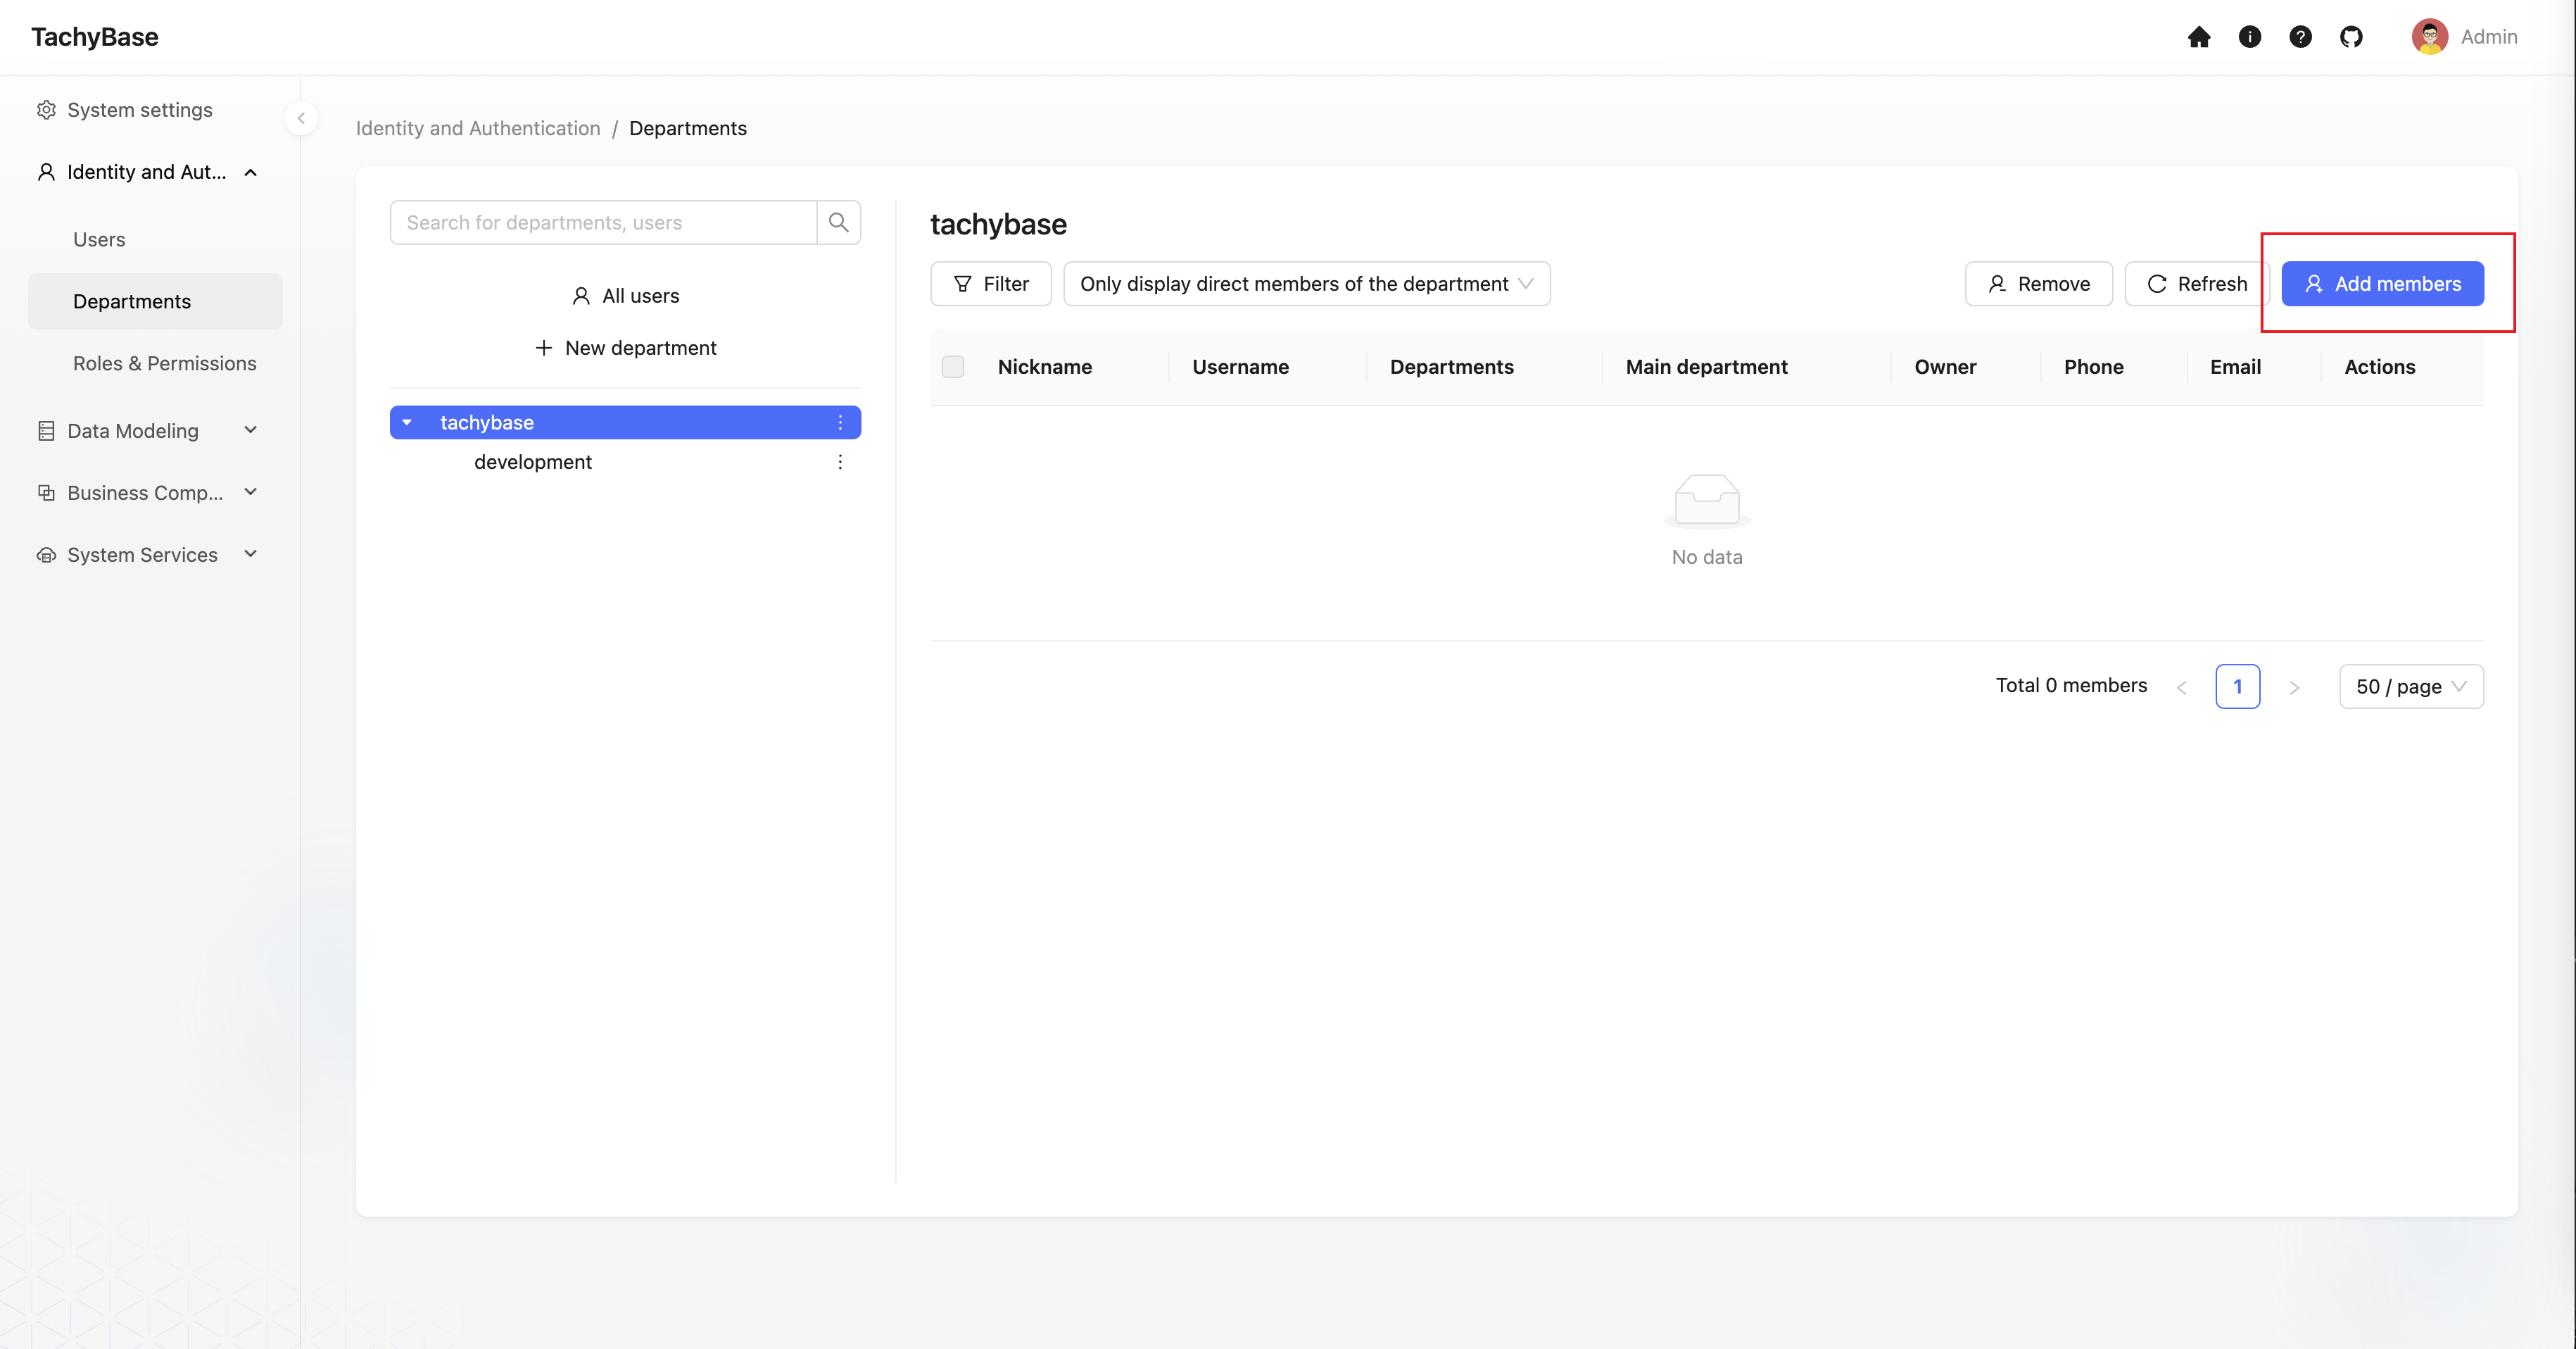 TachyBase
Admin
System settings
Identity and Aut...
Users
Departments
Roles & Permissions
Data Modeling
Business Comp...
System Services
Identity and Authentication / Departments
Search for departments, users
All users
New department
tachybase
development
tachybase
Filter
Only display direct members of the department
Remove
Refresh
Add members
Nickname Username Departments Main department Owner Phone Email Actions
No data
Total 0 members
1
50 / page